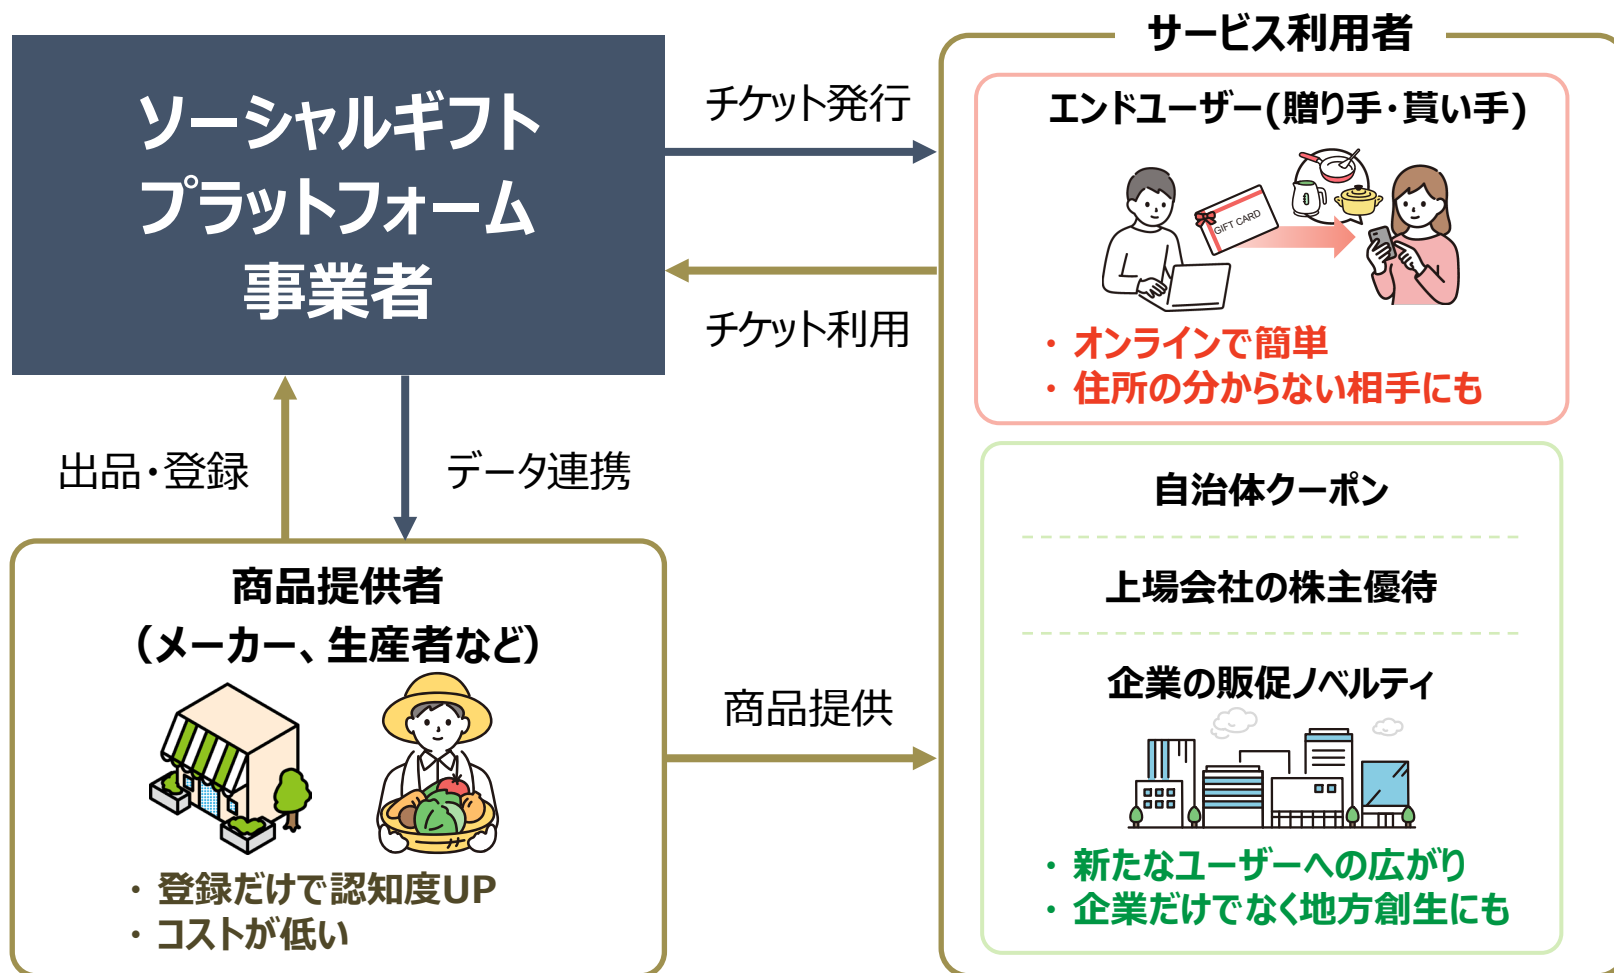 ソーシャルギフト
プラットフォーム
事業者
チケット発行
チケット利用
出品・登録
データ連携
商品提供者
（メーカー、生産者など）
・登録だけで認知度UP
・コストが低い
商品提供
サービス利用者
エンドユーザー(贈り手・貰い手)
GIFT CARD
・オンラインで簡単
・住所の分からない相手にも
自治体クーポン
上場会社の株主優待
企業の販促ノベルティ
・新たなユーザーへの広がり
・企業だけでなく地方創生にも